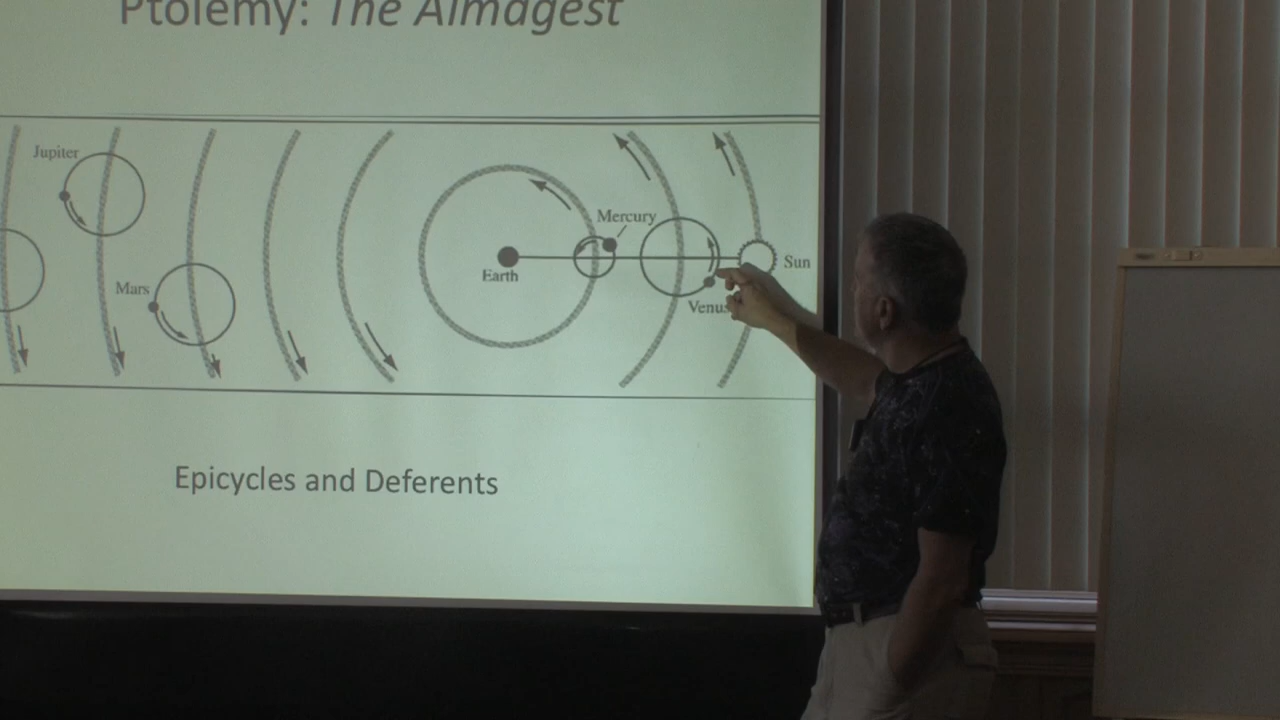 Ptolemy: The Almagest
Jupiter
Mercury
Earth
Sun
Mars
Venus
Epicycles and Deferents